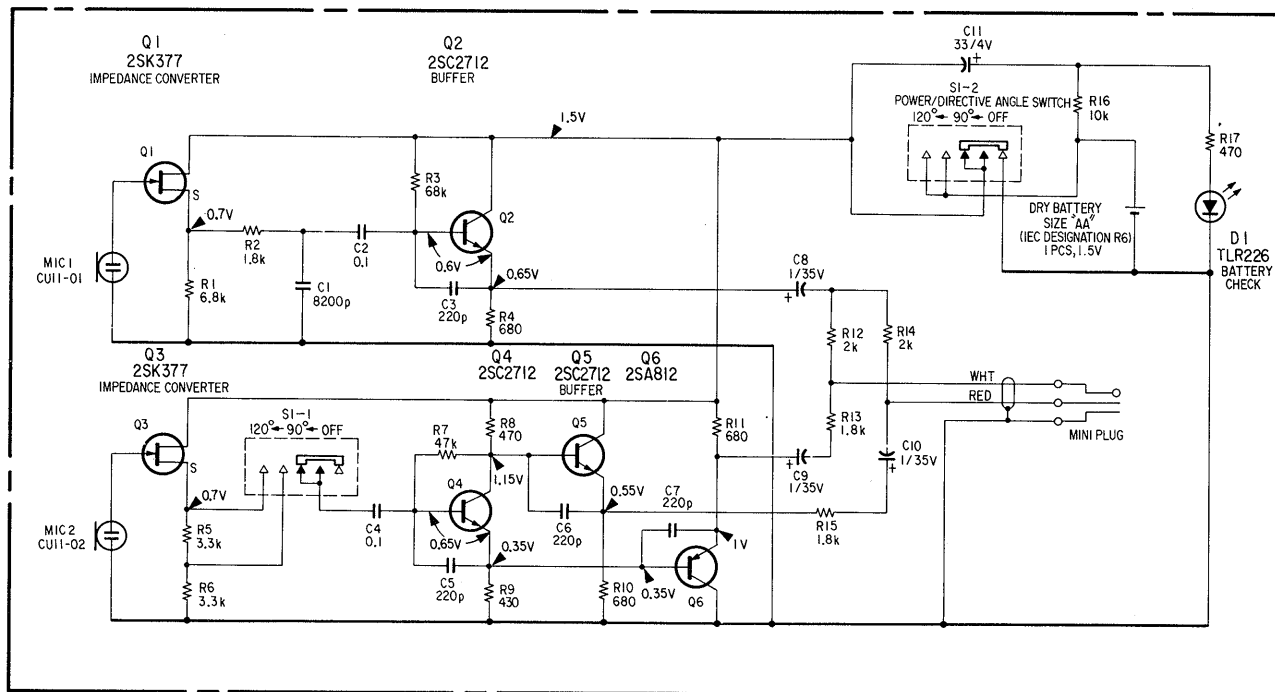 Q1
2SK377
IMPEDANCE CONVERTER
Q2
2SC2712
BUFFER
C11
33/4V
+
S1-2
POWER/DIRECTIVE ANGLE SWITCH
120° ← 90° ← OFF
R16
10k
R17
470
1.5V
Q1
S
0.7V
R3
68k
Q2
R2
1.8k
C2
0.1
0.6V
0.65V
MIC1
CU11-01
R1
6.8k
C1
8200p
C3
220p
R4
680
C8
1/35V
+
DRY BATTERY
SIZE "AA"
(IEC DESIGNATION R6)
1PCS, 1.5V
D1
TLR226
BATTERY
CHECK
R12
2k
R14
2k
Q3
2SK377
IMPEDANCE CONVERTER
Q4
2SC2712
Q5
2SC2712
BUFFER
Q6
2SA812
WHT
RED
MINI PLUG
Q3
S
S1-1
120° ← 90° ← OFF
R7
47k
R8
470
Q5
R11
680
R13
1.8k
C9
1/35V
+
C10
1/35V
+
0.7V
1.15V
Q4
0.55V
C7
220p
C4
0.1
0.65V
0.35V
C6
220p
R15
1.8k
1V
MIC2
CU11-02
R5
3.3k
R6
3.3k
C5
220p
R9
430
R10
680
0.35V
Q6